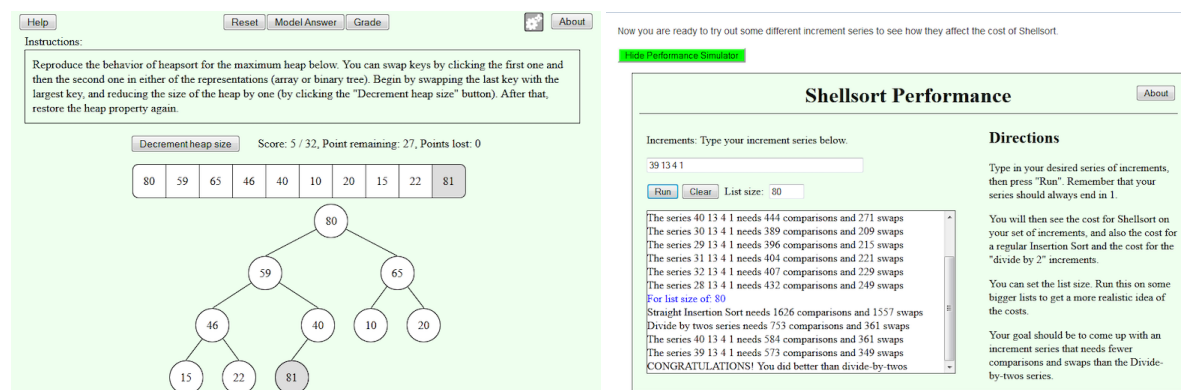 Help
Reset
Model Answer
Grade
About
Instructions:
Reproduce the behavior of heapsort for the maximum heap below. You can swap keys by clicking the first one and
then the second one in either of the representations (array or binary tree). Begin by swapping the last key with the
largest key, and reducing the size of the heap by one (by clicking the "Decrement heap size" button). After that,
restore the heap property again.
Decrement heap size
Score: 5 / 32, Point remaining: 27, Points lost: 0
80 59 65 46 40 10 20 15 22 81
80
59 65
46 40 10 20
15 22 81
Now you are ready to try out some different increment series to see how they affect the cost of Shellsort.
Hide Performance Simulator
Shellsort Performance
About
Increments: Type your increment series below.
39 13 4 1
Run Clear List size: 80
The series 40 13 4 1 needs 444 comparisons and 271 swaps
The series 30 13 4 1 needs 389 comparisons and 209 swaps
The series 29 13 4 1 needs 396 comparisons and 215 swaps
The series 31 13 4 1 needs 404 comparisons and 221 swaps
The series 32 13 4 1 needs 407 comparisons and 229 swaps
The series 28 13 4 1 needs 432 comparisons and 249 swaps
For list size of: 80
Straight Insertion Sort needs 1626 comparisons and 1557 swaps
Divide by twos series needs 753 comparisons and 361 swaps
The series 40 13 4 1 needs 584 comparisons and 361 swaps
The series 39 13 4 1 needs 573 comparisons and 349 swaps
CONGRATULATIONS! You did better than divide-by-twos
Directions
Type in your desired series of increments,
then press "Run". Remember that your
series should always end in 1.
You will then see the cost for Shellsort on
your set of increments, and also the cost for
a regular Insertion Sort and the cost for the
"divide by 2" increments.
You can set the list size. Run this on some
bigger lists to get a more realistic idea of
the costs.
Your goal should be to come up with an
increment series that needs fewer
comparisons and swaps than the Divide-
by-twos series.